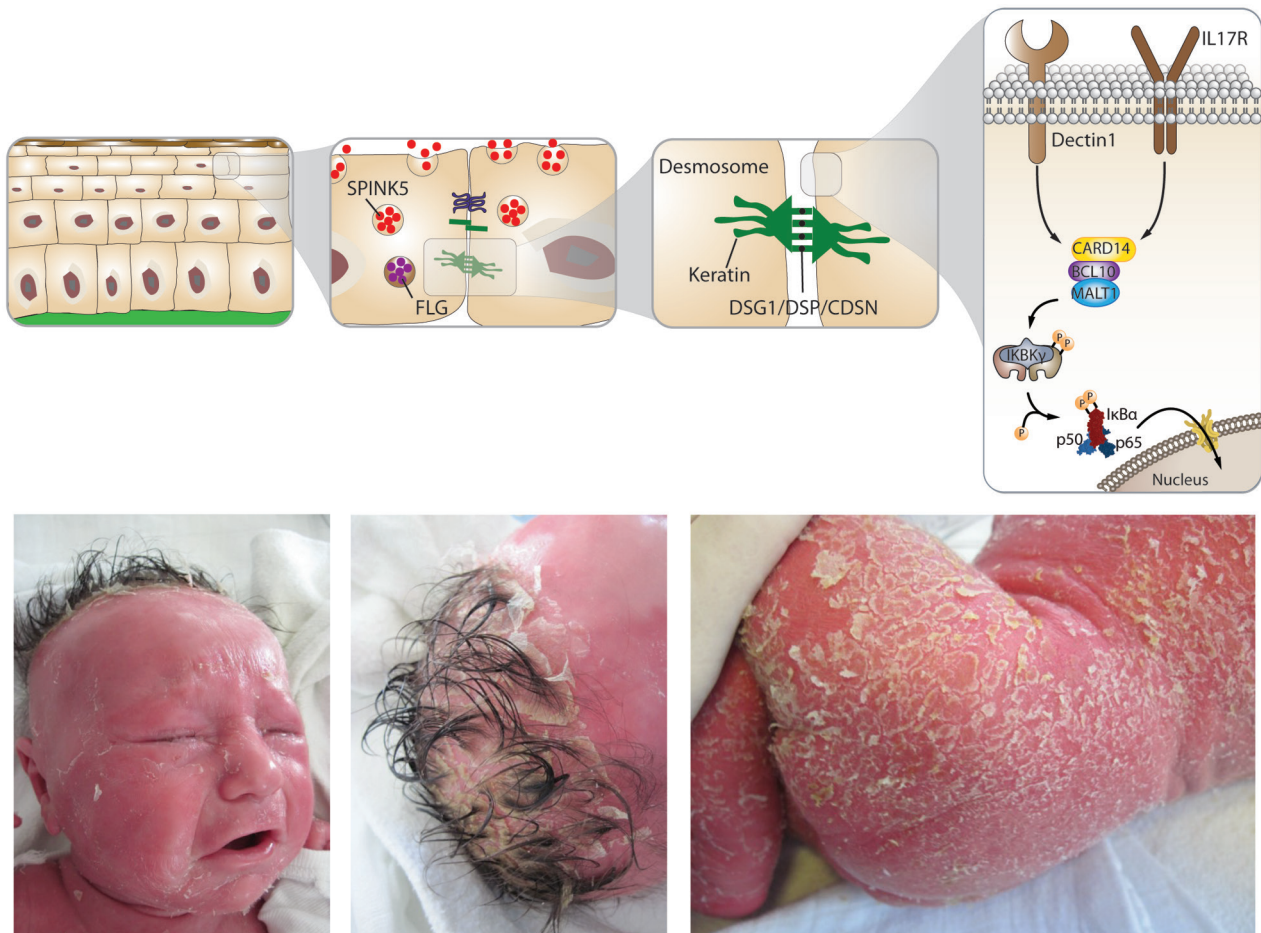 SPINK5
FLG
Desmosome
Keratin
DSG1/DSP/CDSN
IL17R
Dectin1
CARD14
BCL10
MALT1
P
P
IKBKγ
P
P
IκBα
P
p50
p65
Nucleus